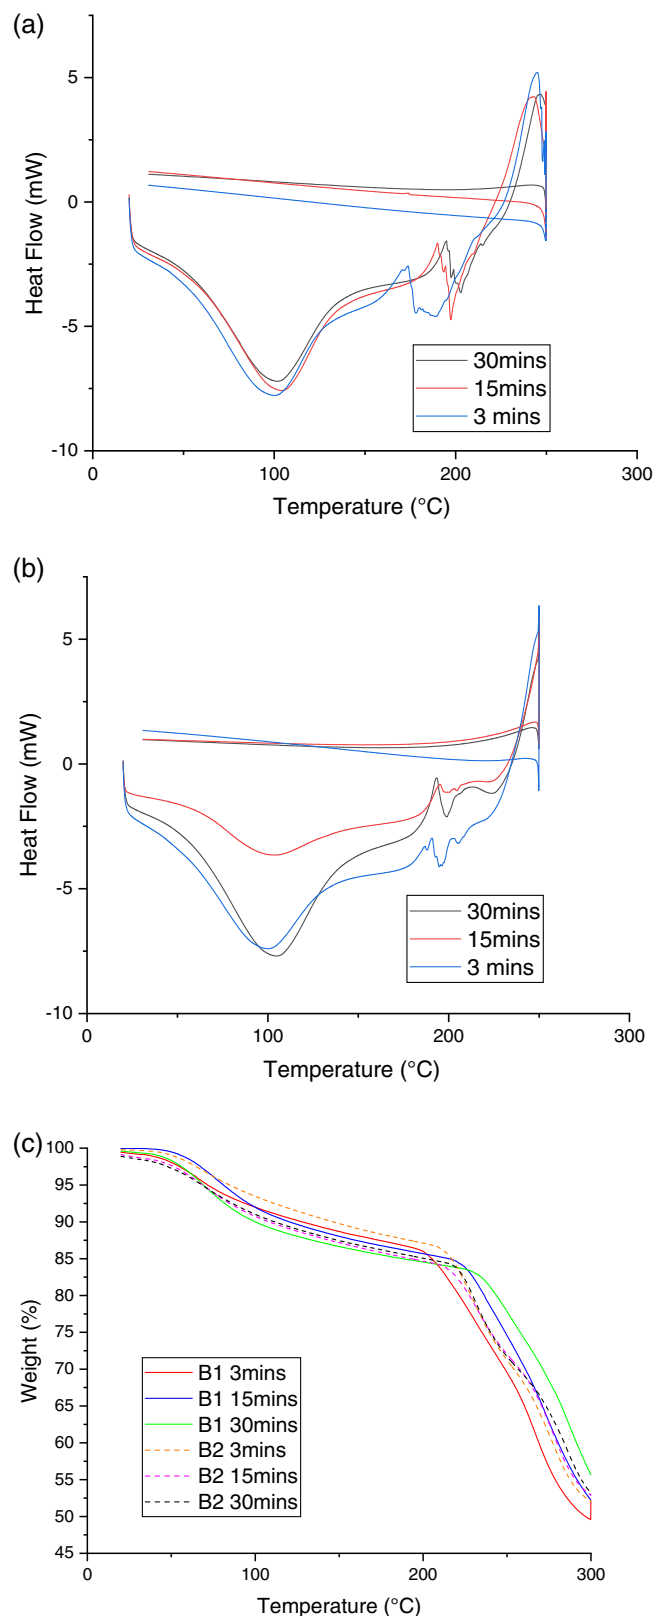 (a)
5
0
-5
-10
Heat Flow (mW)
30mins
15mins
3 mins
0
100
200
300
Temperature (°C)
(b)
5
0
-5
-10
Heat Flow (mW)
30mins
15mins
3 mins
0
100
200
300
Temperature (°C)
(c)
100
95
90
85
80
75
70
65
60
55
50
45
Weight (%)
B1 3mins
B1 15mins
B1 30mins
B2 3mins
B2 15mins
B2 30mins
0
100
200
300
Temperature (°C)